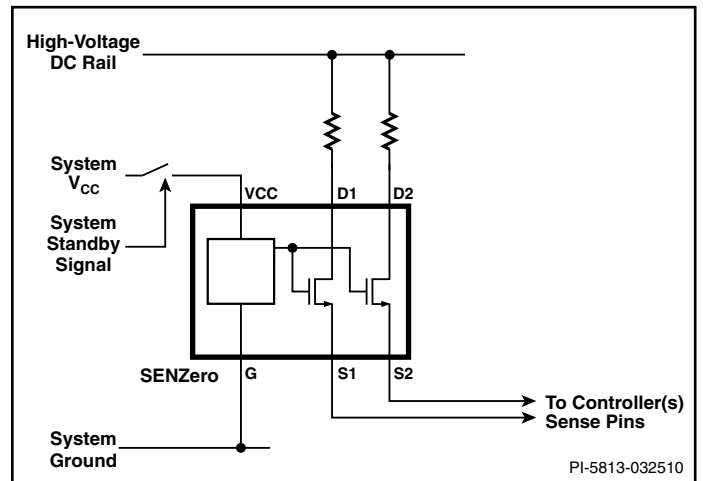 High-Voltage
DC Rail
System
VCC
System
Standby
Signal
VCC
D1
D2
SENZero
G
S1
S2
To Controller(s)
Sense Pins
System
Ground
PI-5813-032510